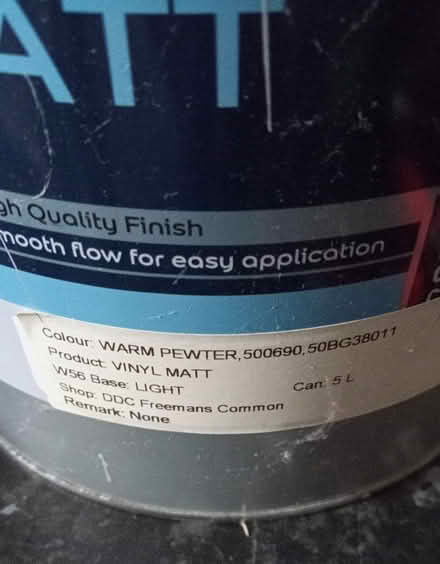 ATT
gh Quality Finish
mooth flow for easy application
Colour: WARM PEWTER,500690,50BG38011
Product: VINYL MATT
W56 Base: LIGHT
Can: 5 L
Shop: DDC Freemans Common
Remark: None